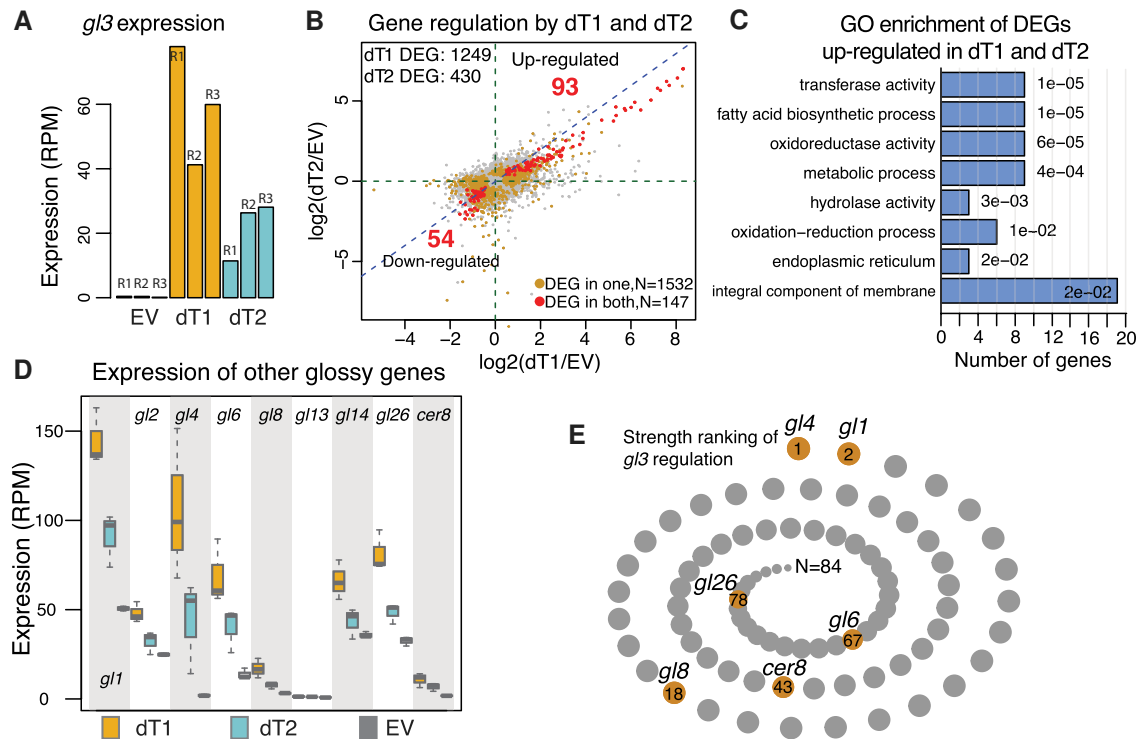 A
gl3 expression
Expression (RPM)
60
40
20
0
R1
R2
R3
R1
R2
R3
R1 R2 R3
EV dT1 dT2
B
Gene regulation by dT1 and dT2
dT1 DEG: 1249
dT2 DEG: 430
Up-regulated
93
54
Down-regulated
DEG in one,N=1532
DEG in both,N=147
log2(dT2/EV)
5
0
−5
−4 −2 0 2 4 6 8
log2(dT1/EV)
C
GO enrichment of DEGs
up-regulated in dT1 and dT2
transferase activity 1e−05
fatty acid biosynthetic process 1e−05
oxidoreductase activity 6e−05
metabolic process 4e−04
hydrolase activity 3e−03
oxidation−reduction process 1e−02
endoplasmic reticulum 2e−02
integral component of membrane 2e−02
0 4 8 12 16 20
Number of genes
D
Expression of other glossy genes
Expression (RPM)
150
100
50
0
gl2 gl4 gl6 gl8 gl13 gl14 gl26 cer8
gl1
dT1 dT2 EV
E
Strength ranking of
gl3 regulation
gl4
1
gl1
2
N=84
gl26
78
gl6
67
gl8
18
cer8
43